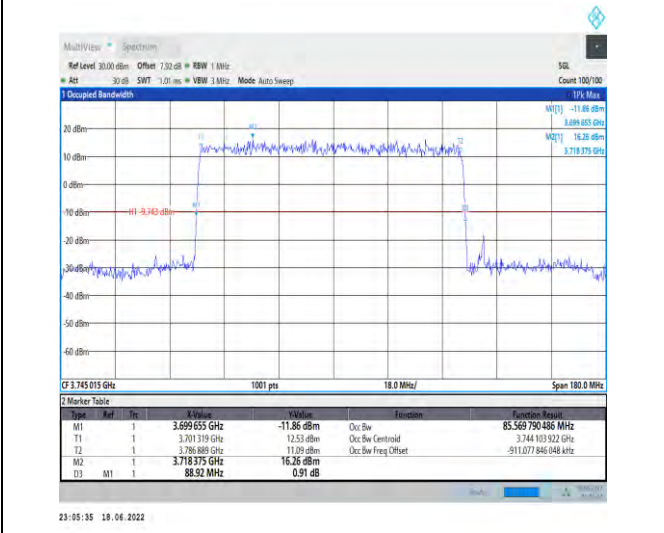 MultiView Spectrum
Ref Level 30.00 dBm Offset 7.92 dB RBW 1 MHz SGL
Att 30 dB SWT 1.01 ms VBW 3 MHz Mode Auto Sweep Count 100/100
1 Occupied Bandwidth 1Pk Max
M1[1] -11.86 dBm
3.699 655 GHz
M2[1] 16.26 dBm
3.718 375 GHz
20 dBm
10 dBm
0 dBm
-10 dBm H1 -9.743 dBm M1 D3
-20 dBm
-30 dBm
-40 dBm
-50 dBm
-60 dBm
CF 3.745 015 GHz 1001 pts 18.0 MHz/ Span 180.0 MHz
2 Marker Table
Type Ref Trc X-Value Y-Value Function Function Result
M1 1 3.699 655 GHz -11.86 dBm Occ Bw 85.569 790 486 MHz
T1 1 3.701 319 GHz 12.53 dBm Occ Bw Centroid 3.744 103 922 GHz
T2 1 3.786 889 GHz 11.09 dBm Occ Bw Freq Offset -911.077 846 048 kHz
M2 1 3.718 375 GHz 16.26 dBm
D3 M1 1 88.92 MHz 0.91 dB
23:05:35 18.06.2022